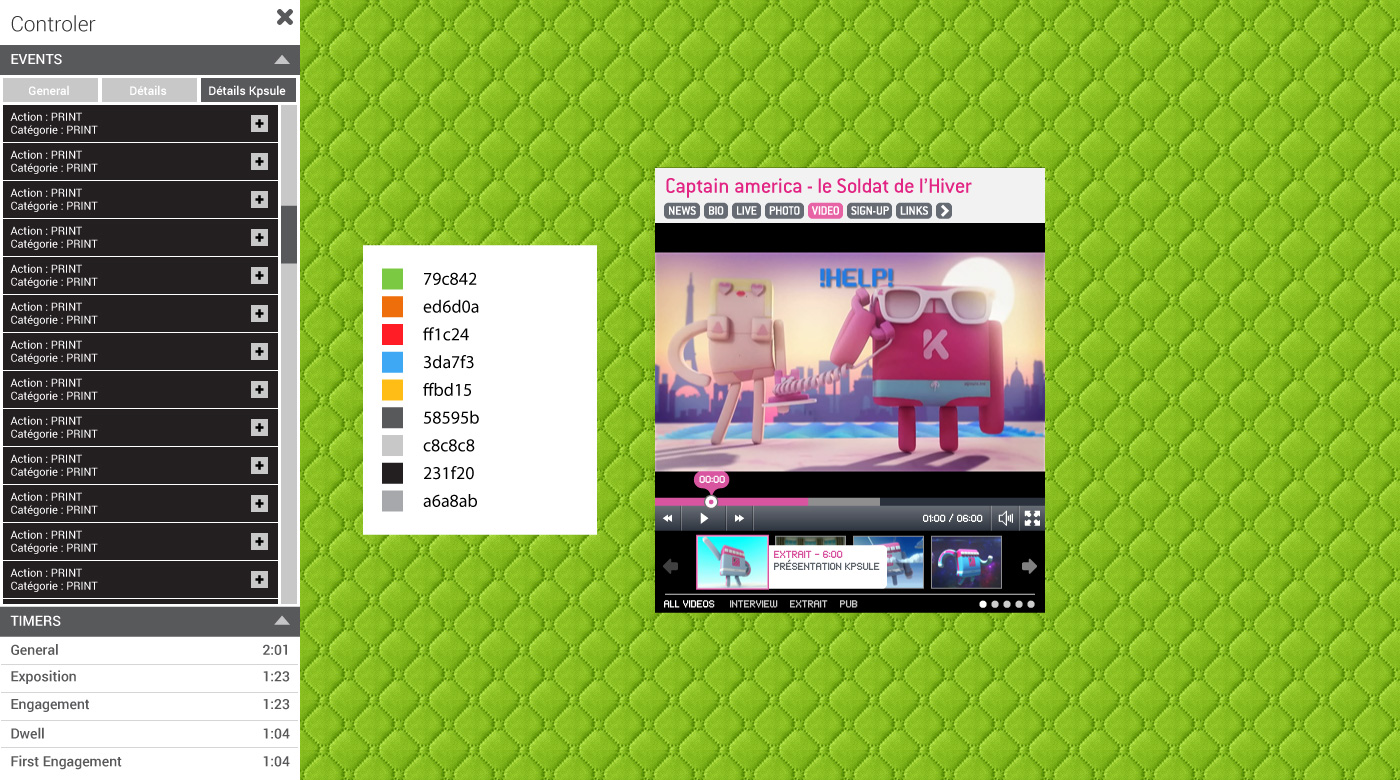 Controler
EVENTS
General
Détails
Détails Kpsule
Action : PRINT
Catégorie : PRINT
Action : PRINT
Catégorie : PRINT
Action : PRINT
Catégorie : PRINT
Action : PRINT
Catégorie : PRINT
Action : PRINT
Catégorie : PRINT
Action : PRINT
Catégorie : PRINT
Action : PRINT
Catégorie : PRINT
Action : PRINT
Catégorie : PRINT
Action : PRINT
Catégorie : PRINT
Action : PRINT
Catégorie : PRINT
Action : PRINT
Catégorie : PRINT
Action : PRINT
Catégorie : PRINT
Action : PRINT
Catégorie : PRINT
TIMERS
General 2:01
Exposition 1:23
Engagement 1:23
Dwell 1:04
First Engagement 1:04
79c842
ed6d0a
ff1c24
3da7f3
ffbd15
58595b
c8c8c8
231f20
a6a8ab
Captain america - le Soldat de l'Hiver
NEWS BIO LIVE PHOTO VIDEO SIGN-UP LINKS
!HELP!
K
00:00
01:00 / 06:00
EXTRAIT - 6:00
PRÉSENTATION KPSULE
ALL VIDEOS INTERVIEW EXTRAIT PUB